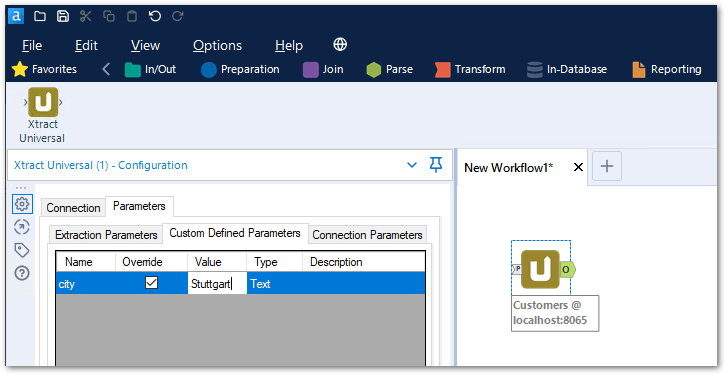 a
File Edit View Options Help
Favorites In/Out Preparation Join Parse Transform In-Database Reporting
U
Xtract
Universal
Xtract Universal (1) - Configuration
New Workflow1*
Connection Parameters
Extraction Parameters Custom Defined Parameters Connection Parameters
Name Override Value Type Description
city Stuttgart Text
P U O
Customers @
localhost:8065